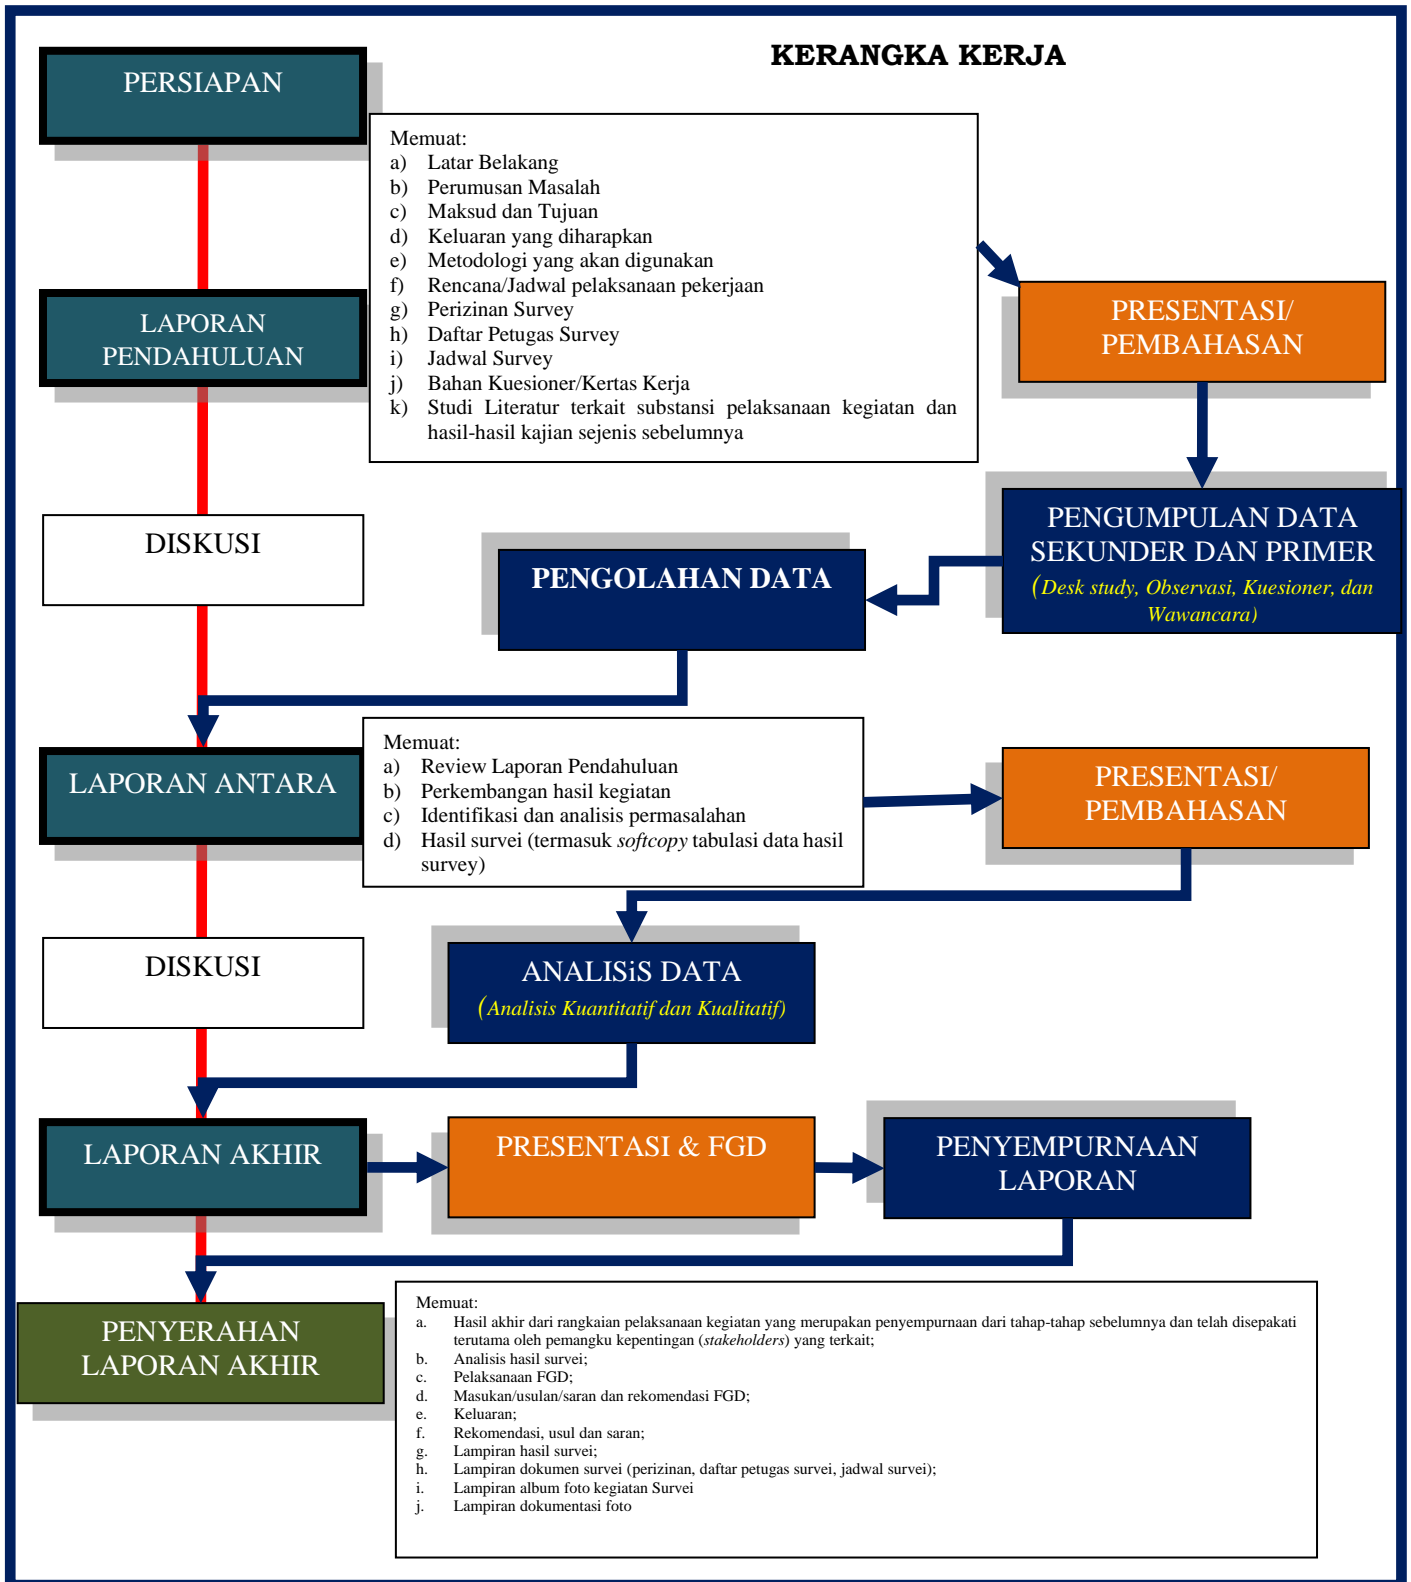 KERANGKA KERJA
PERSIAPAN
Memuat:
a) Latar Belakang
b) Perumusan Masalah
c) Maksud dan Tujuan
d) Keluaran yang diharapkan
e) Metodologi yang akan digunakan
f) Rencana/Jadwal pelaksanaan pekerjaan
g) Perizinan Survey
h) Daftar Petugas Survey
i) Jadwal Survey
j) Bahan Kuesioner/Kertas Kerja
k) Studi Literatur terkait substansi pelaksanaan kegiatan dan
hasil-hasil kajian sejenis sebelumnya
LAPORAN
PENDAHULUAN
PRESENTASI/
PEMBAHASAN
DISKUSI
PENGOLAHAN DATA
PENGUMPULAN DATA
SEKUNDER DAN PRIMER
(Desk study, Observasi, Kuesioner, dan
Wawancara)
LAPORAN ANTARA
Memuat:
a) Review Laporan Pendahuluan
b) Perkembangan hasil kegiatan
c) Identifikasi dan analisis permasalahan
d) Hasil survei (termasuk softcopy tabulasi data hasil
survey)
PRESENTASI/
PEMBAHASAN
DISKUSI
ANALISiS DATA
(Analisis Kuantitatif dan Kualitatif)
LAPORAN AKHIR
PRESENTASI & FGD
PENYEMPURNAAN
LAPORAN
PENYERAHAN
LAPORAN AKHIR
Memuat:
a. Hasil akhir dari rangkaian pelaksanaan kegiatan yang merupakan penyempurnaan dari tahap-tahap sebelumnya dan telah disepakati
terutama oleh pemangku kepentingan (stakeholders) yang terkait;
b. Analisis hasil survei;
c. Pelaksanaan FGD;
d. Masukan/usulan/saran dan rekomendasi FGD;
e. Keluaran;
f. Rekomendasi, usul dan saran;
g. Lampiran hasil survei;
h. Lampiran dokumen survei (perizinan, daftar petugas survei, jadwal survei);
i. Lampiran album foto kegiatan Survei
j. Lampiran dokumentasi foto